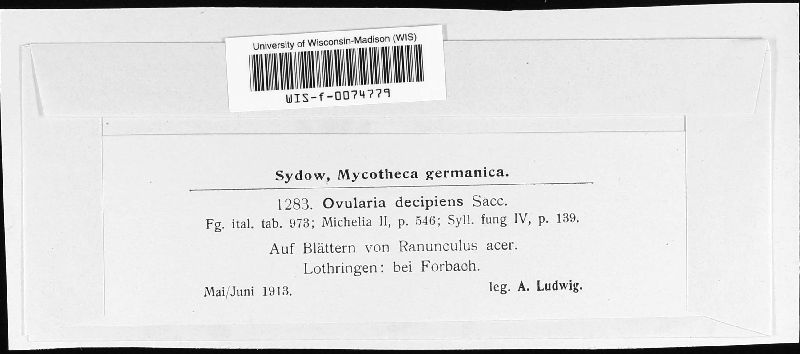 University of Wisconsin-Madison (WIS)
WIS-f-0074779
Sydow, Mycotheca germanica.
1283. Ovularia decipiens Sacc.
Fg. ital. tab. 973; Michelia II, p. 546; Syll. fung IV, p. 139.
Auf Blättern von Ranunculus acer.
Lothringen: bei Forbach.
Mai/Juni 1913. leg. A. Ludwig.